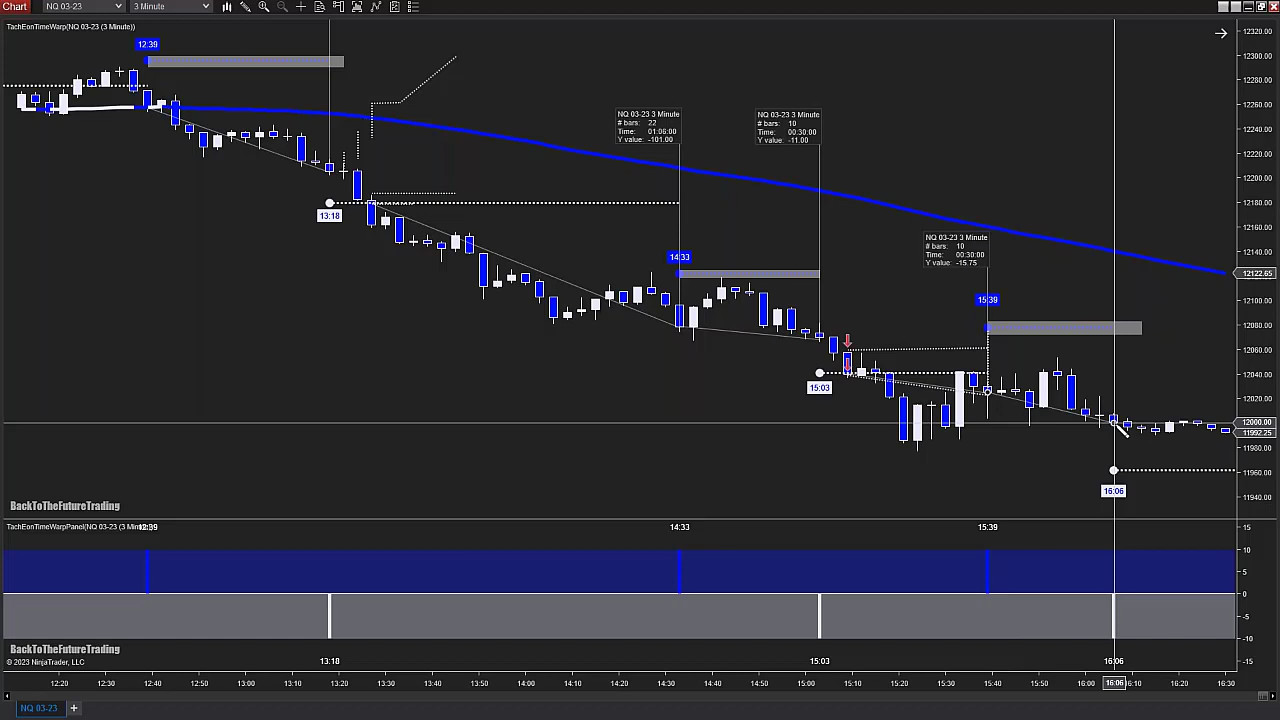 Chart NQ 03-23 3 Minute
TachEonTimeWarp(NQ 03-23 (3 Minute))
12:39
13:18
NQ 03-23 3 Minute
# bars: 22
Time: 01:06:00
Y value: -101.00
NQ 03-23 3 Minute
# bars: 10
Time: 00:30:00
Y value: -11.00
14:33
NQ 03-23 3 Minute
# bars: 10
Time: 00:30:00
Y value: -15.75
15:39
15:03
16:06
12320.00
12300.00
12280.00
12260.00
12240.00
12220.00
12200.00
12180.00
12160.00
12140.00
12122.65
12100.00
12080.00
12060.00
12040.00
12020.00
12000.00
11992.25
11980.00
11960.00
11940.00
BackToTheFutureTrading
TachEonTimeWarpPanel(NQ 03-23 (3 Minute))
12:39 14:33 15:39
15
10
5
0
-5
-10
-15
BackToTheFutureTrading
© 2023 NinjaTrader, LLC
13:18 15:03 16:06
12:20 12:30 12:40 12:50 13:00 13:10 13:20 13:30 13:40 13:50 14:00 14:10 14:20 14:30 14:40 14:50 15:00 15:10 15:20 15:30 15:40 15:50 16:00 16:06 16:10 16:20 16:30
NQ 03-23 +